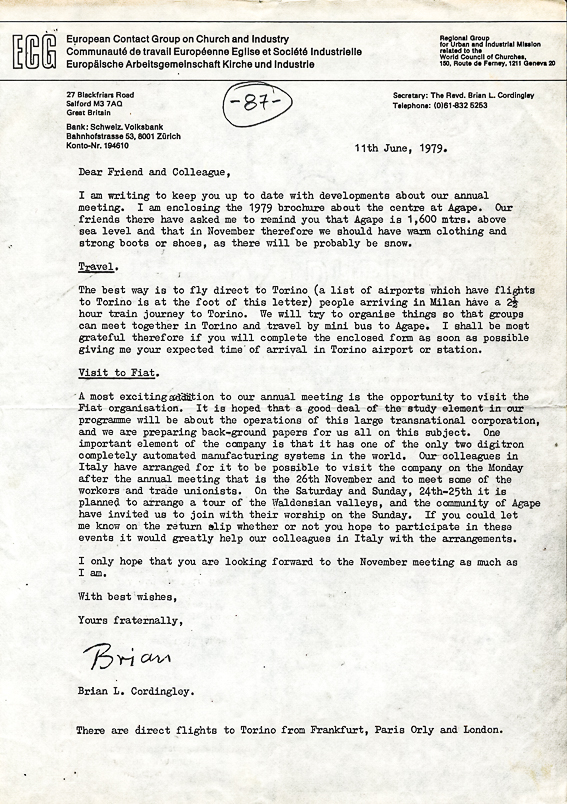 ECG
European Contact Group on Church and Industry
Communauté de travail Européenne Eglise et Société Industrielle
Europäische Arbeitsgemeinschaft Kirche und Industrie
Regional Group
for Urban and Industrial Mission
related to the
World Council of Churches,
150, Route de Ferney, 1211 Geneva 20
27 Blackfriars Road
Salford M3 7AQ
Great Britain
Bank: Schweiz. Volksbank
Bahnhofstrasse 53, 8001 Zürich
Konto-Nr. 194610
-87-
Secretary: The Revd. Brian L. Cordingley
Telephone: (0)61-832 5253
11th June, 1979.
Dear Friend and Colleague,
I am writing to keep you up to date with developments about our annual
meeting. I am enclosing the 1979 brochure about the centre at Agape. Our
friends there have asked me to remind you that Agape is 1,600 mtrs. above
sea level and that in November therefore we should have warm clothing and
strong boots or shoes, as there will be probably be snow.
Travel.
The best way is to fly direct to Torino (a list of airports which have flights
to Torino is at the foot of this letter) people arriving in Milan have a 2½
hour train journey to Torino. We will try to organise things so that groups
can meet together in Torino and travel by mini bus to Agape. I shall be most
grateful therefore if you will complete the enclosed form as soon as possible
giving me your expected time of arrival in Torino airport or station.
Visit to Fiat.
A most exciting addition to our annual meeting is the opportunity to visit the
Fiat organisation. It is hoped that a good deal of the study element in our
programme will be about the operations of this large transnational corporation,
and we are preparing back-ground papers for us all on this subject. One
important element of the company is that it has one of the only two digitron
completely automated manufacturing systems in the world. Our colleagues in
Italy have arranged for it to be possible to visit the company on the Monday
after the annual meeting that is the 26th November and to meet some of the
workers and trade unionists. On the Saturday and Sunday, 24th-25th it is
planned to arrange a tour of the Waldensian valleys, and the community of Agape
have invited us to join with their worship on the Sunday. If you could let
me know on the return slip whether or not you hope to participate in these
events it would greatly help our colleagues in Italy with the arrangements.
I only hope that you are looking forward to the November meeting as much as
I am.
With best wishes,
Yours fraternally,
Brian
Brian L. Cordingley.
There are direct flights to Torino from Frankfurt, Paris Orly and London.